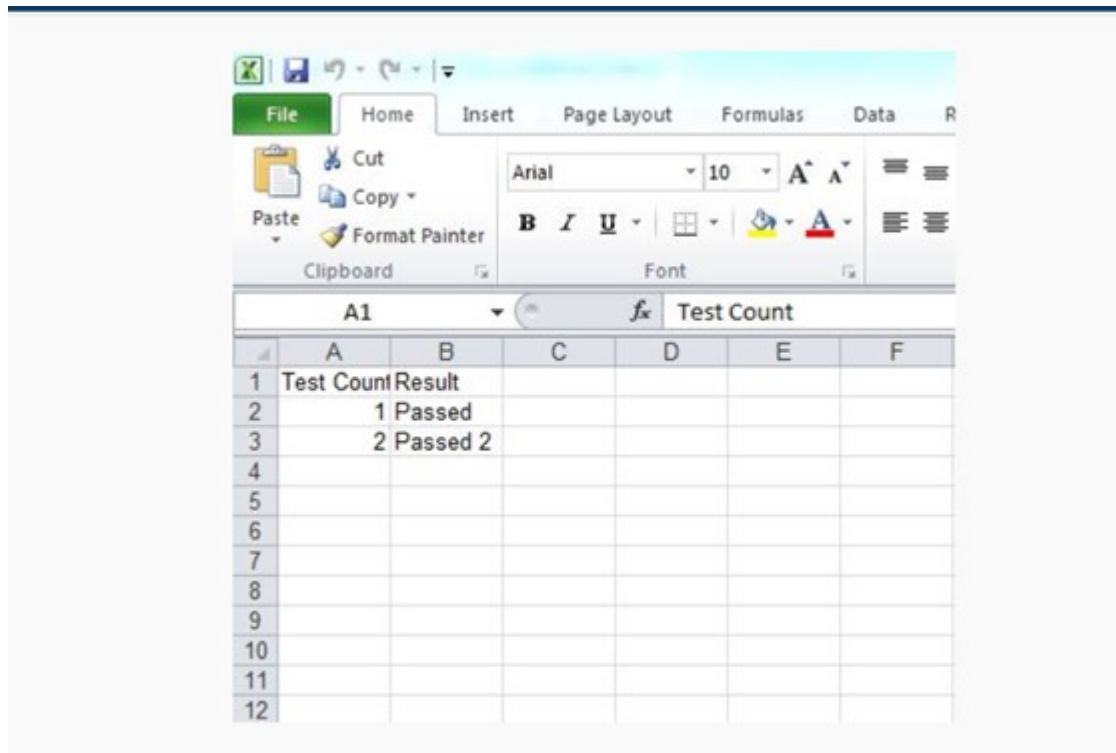 File Home Insert Page Layout Formulas Data R
Cut
Copy
Paste
Format Painter
Clipboard
Arial 10 A A
B I U A
Font
A1 fx Test Count
A B C D E F
1 Test Count Result
2 1 Passed
3 2 Passed 2
4
5
6
7
8
9
10
11
12